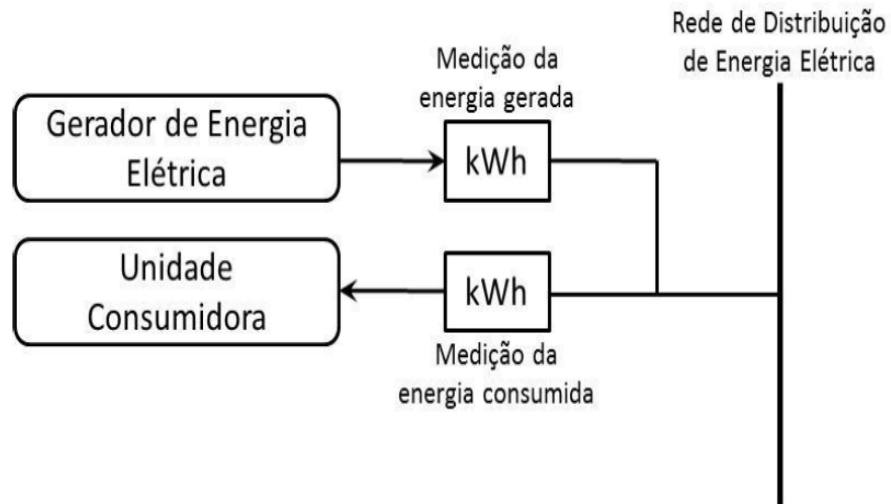 Rede de Distribuição
de Energia Elétrica
Medição da
energia gerada
Gerador de Energia
Elétrica
kWh
Unidade
Consumidora
kWh
Medição da
energia consumida